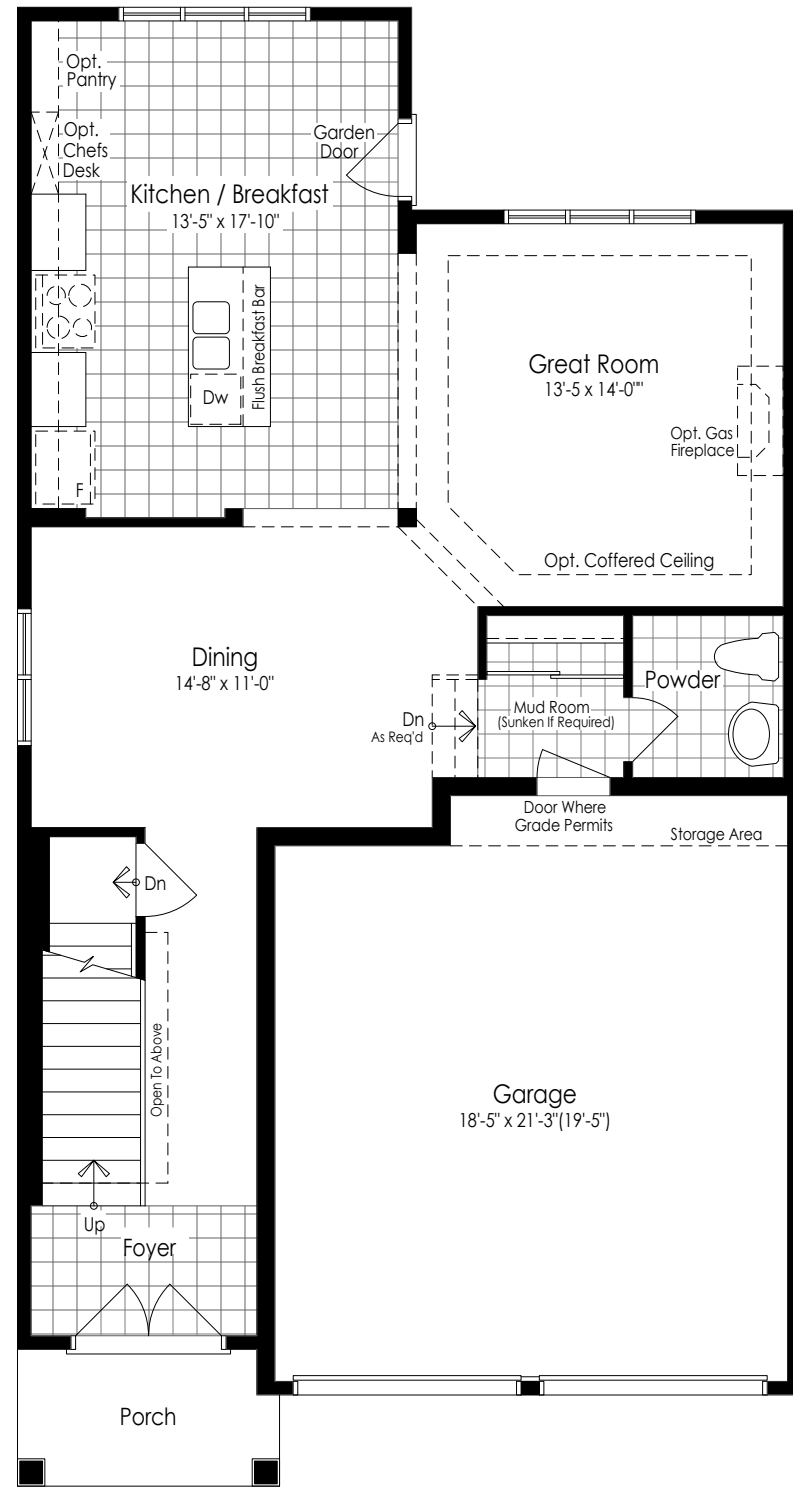 Opt.
Pantry
Opt.
Chefs
Desk
Garden
Door
Kitchen / Breakfast
13'-5" x 17'-10"
Flush Breakfast Bar
Dw
F
Great Room
13'-5 x 14'-0""
Opt. Gas
Fireplace
Opt. Coffered Ceiling
Dining
14'-8" x 11'-0"
Powder
Mud Room
(Sunken If Required)
Dn
As Req'd
Door Where
Grade Permits
Storage Area
Dn
Open To Above
Garage
18'-5" x 21'-3"(19'-5")
Up
Foyer
Porch